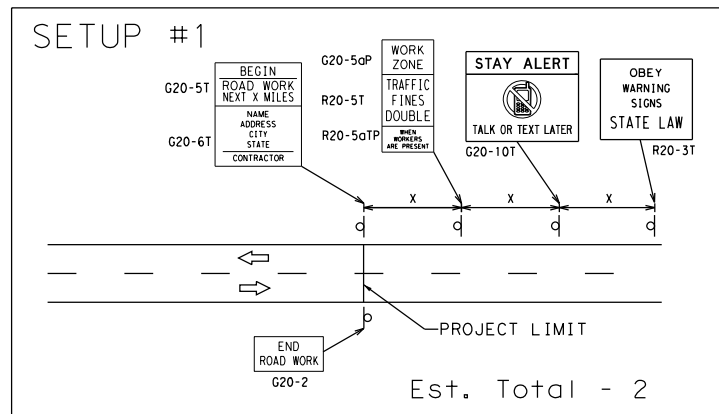 SETUP #1
G20-5T
BEGIN
ROAD WORK
NEXT X MILES
G20-6T
NAME
ADDRESS
CITY
STATE
CONTRACTOR
G20-5aP
WORK
ZONE
R20-5T
TRAFFIC
FINES
DOUBLE
R20-5aTP
WHEN
WORKERS
ARE PRESENT
STAY ALERT
TALK OR TEXT LATER
G20-10T
OBEY
WARNING
SIGNS
STATE LAW
R20-3T
X
X
X
PROJECT LIMIT
END
ROAD WORK
G20-2
Est. Total - 2